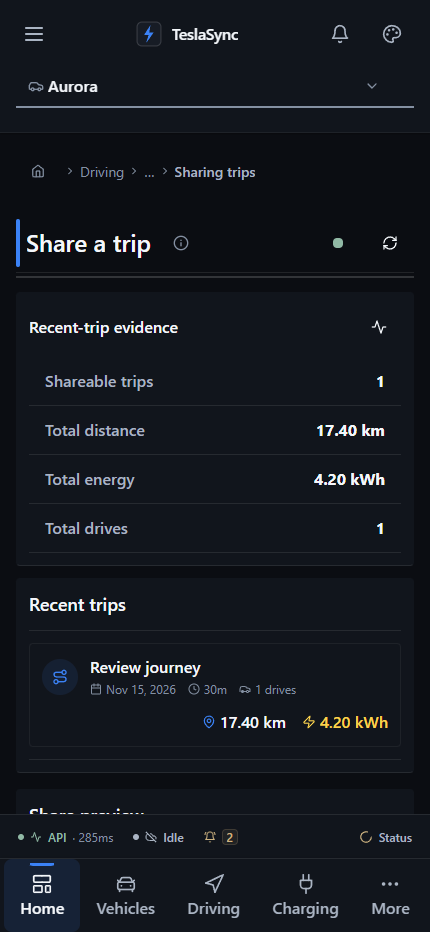 TeslaSync
Aurora
Driving
...
Sharing trips
Share a trip
Recent-trip evidence
Shareable trips 1
Total distance 17.40 km
Total energy 4.20 kWh
Total drives 1
Recent trips
Review journey
Nov 15, 2026 30m 1 drives
17.40 km 4.20 kWh
Share preview
API · 285ms Idle 2 Status
Home Vehicles Driving Charging More